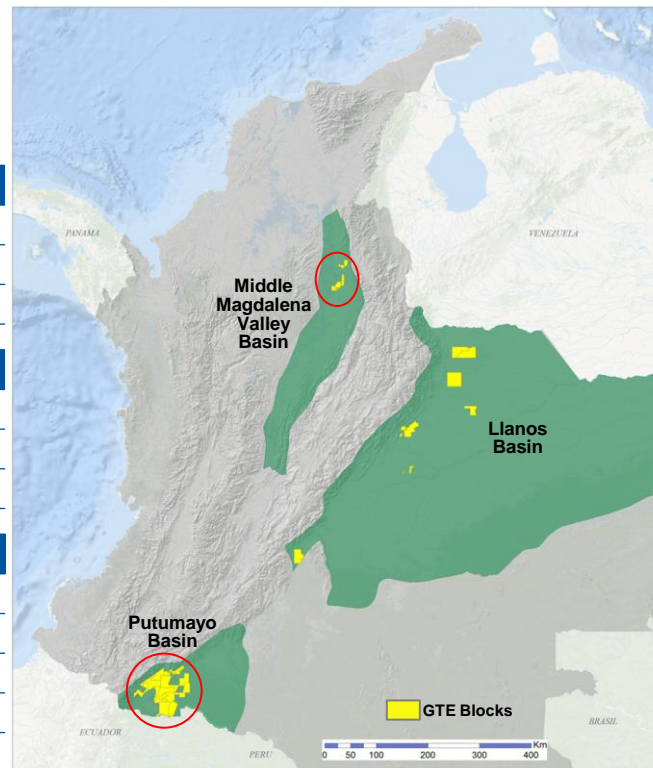 PANAMA
VENEZUELA
Middle
Magdalena
Valley
Basin
Llanos
Basin
Putumayo
Basin
GTE Blocks
ECUADOR
PERU
BRASIL
Km
0 50 100 200 300 400